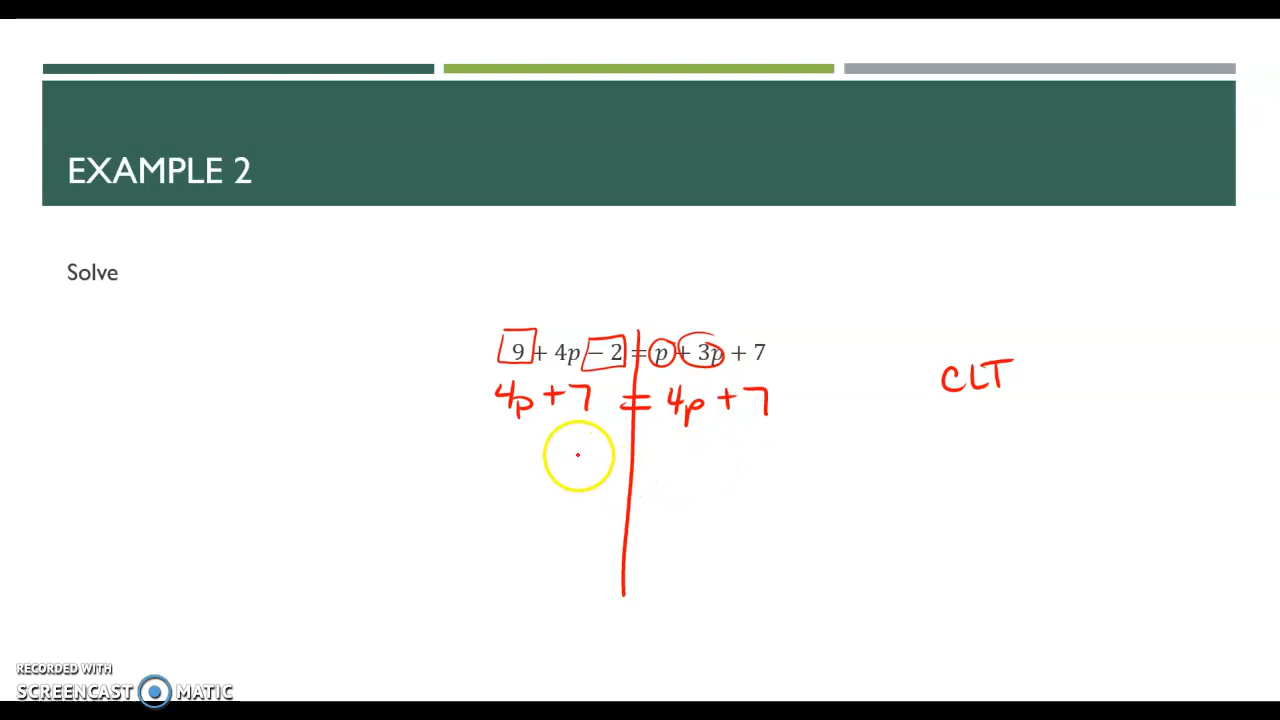 EXAMPLE 2
Solve
9 + 4p − 2 = p + 3p + 7
CLT
4p + 7 = 4p + 7
RECORDED WITH
SCREENCAST MATIC